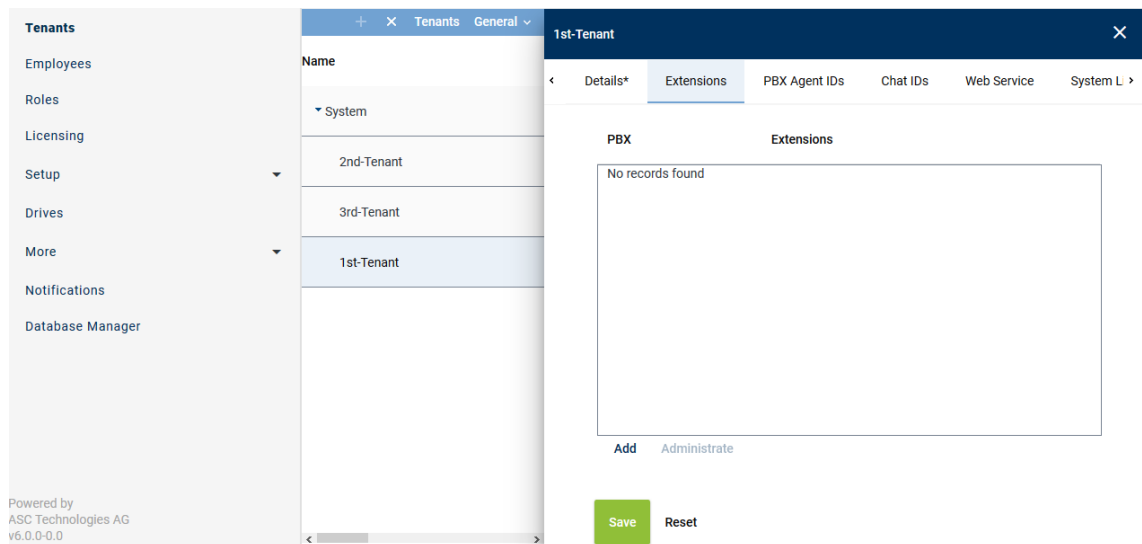 Tenants
Employees
Roles
Licensing
Setup
Drives
More
Notifications
Database Manager
Powered by
ASC Technologies AG
v6.0.0-0.0
Tenants General
Name
System
2nd-Tenant
3rd-Tenant
1st-Tenant
1st-Tenant
Details* Extensions PBX Agent IDs Chat IDs Web Service System L
PBX Extensions
No records found
Add Administrate
Save Reset